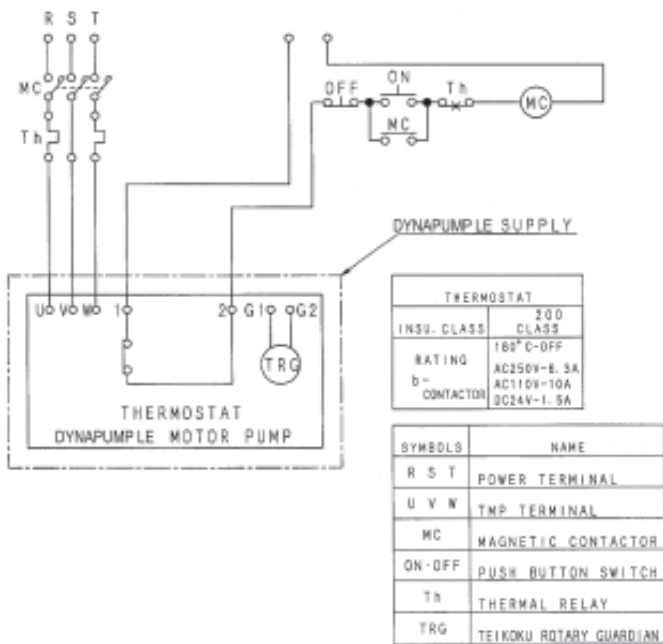 R S T
MC
Th
OFF
ON
Th
MC
MC
DYNAPUMPLE SUPPLY
U V W 1 2 G1 G2
TRG
THERMOSTAT
DYNAPUMPLE MOTOR PUMP
THERMOSTAT
INSU. CLASS 200 CLASS
RATING
b-CONTACTOR
180°C-OFF
AC250V-6.3A
AC110V-10A
DC24V-1.5A
SYMBOLS NAME
R S T POWER TERMINAL
U V W TMP TERMINAL
MC MAGNETIC CONTACTOR
ON·OFF PUSH BUTTON SWITCH
Th THERMAL RELAY
TRG TEIKOKU ROTARY GUARDIAN